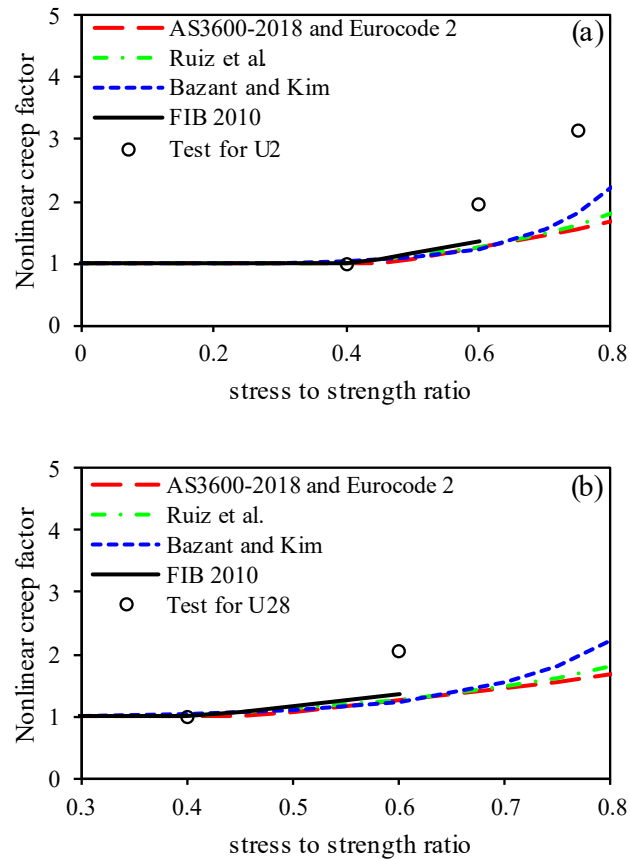 5
4
3
2
1
0
Nonlinear creep factor
AS3600-2018 and Eurocode 2
(a)
Ruiz et al.
Bazant and Kim
FIB 2010
Test for U2
0
0.2
0.4
0.6
0.8
stress to strength ratio
5
4
3
2
1
0
Nonlinear creep factor
AS3600-2018 and Eurocode 2
(b)
Ruiz et al.
Bazant and Kim
FIB 2010
Test for U28
0.3
0.4
0.5
0.6
0.7
0.8
stress to strength ratio